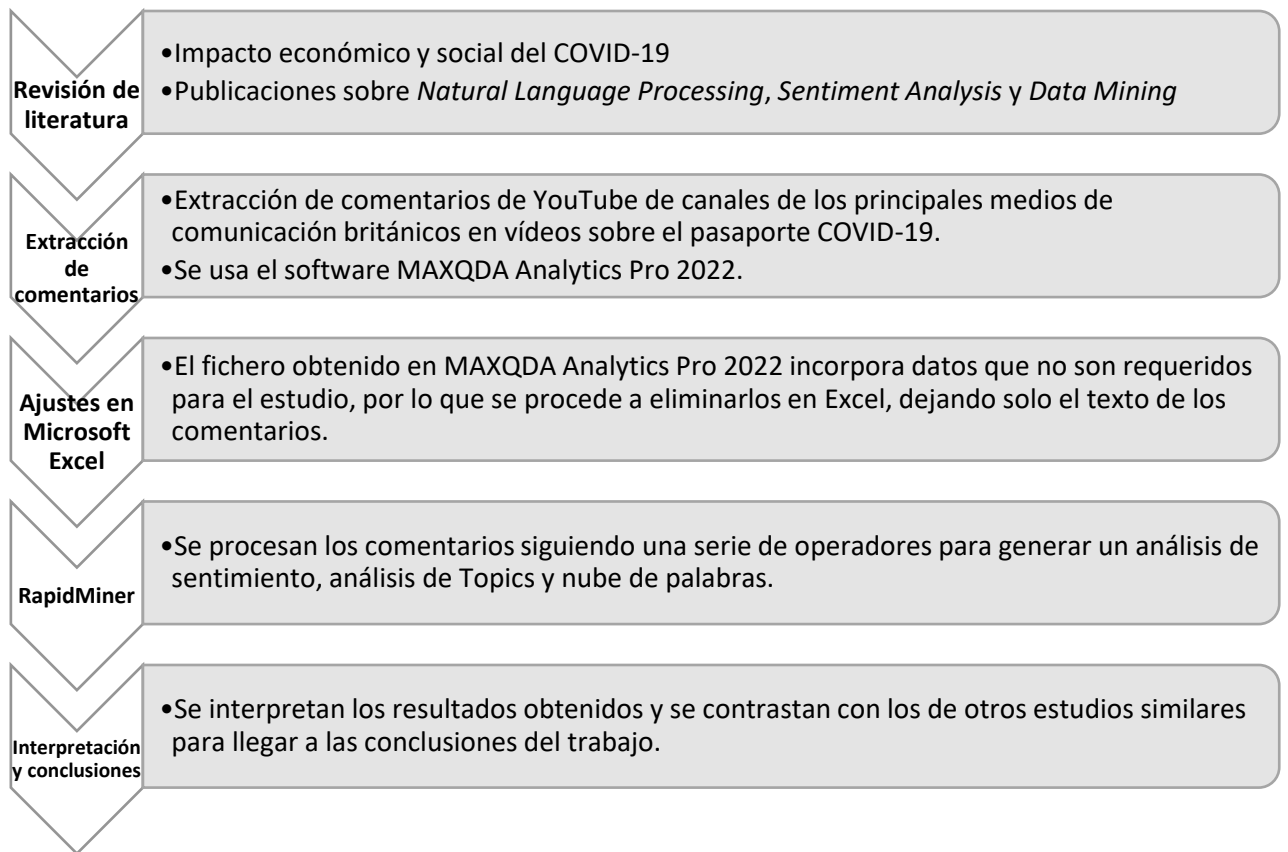 Revisión de
literatura
•Impacto económico y social del COVID-19
•Publicaciones sobre Natural Language Processing, Sentiment Analysis y Data Mining
Extracción
de
comentarios
•Extracción de comentarios de YouTube de canales de los principales medios de
comunicación británicos en vídeos sobre el pasaporte COVID-19.
•Se usa el software MAXQDA Analytics Pro 2022.
Ajustes en
Microsoft
Excel
•El fichero obtenido en MAXQDA Analytics Pro 2022 incorpora datos que no son requeridos
para el estudio, por lo que se procede a eliminarlos en Excel, dejando solo el texto de los
comentarios.
RapidMiner
•Se procesan los comentarios siguiendo una serie de operadores para generar un análisis de
sentimiento, análisis de Topics y nube de palabras.
Interpretación
y conclusiones
•Se interpretan los resultados obtenidos y se contrastan con los de otros estudios similares
para llegar a las conclusiones del trabajo.